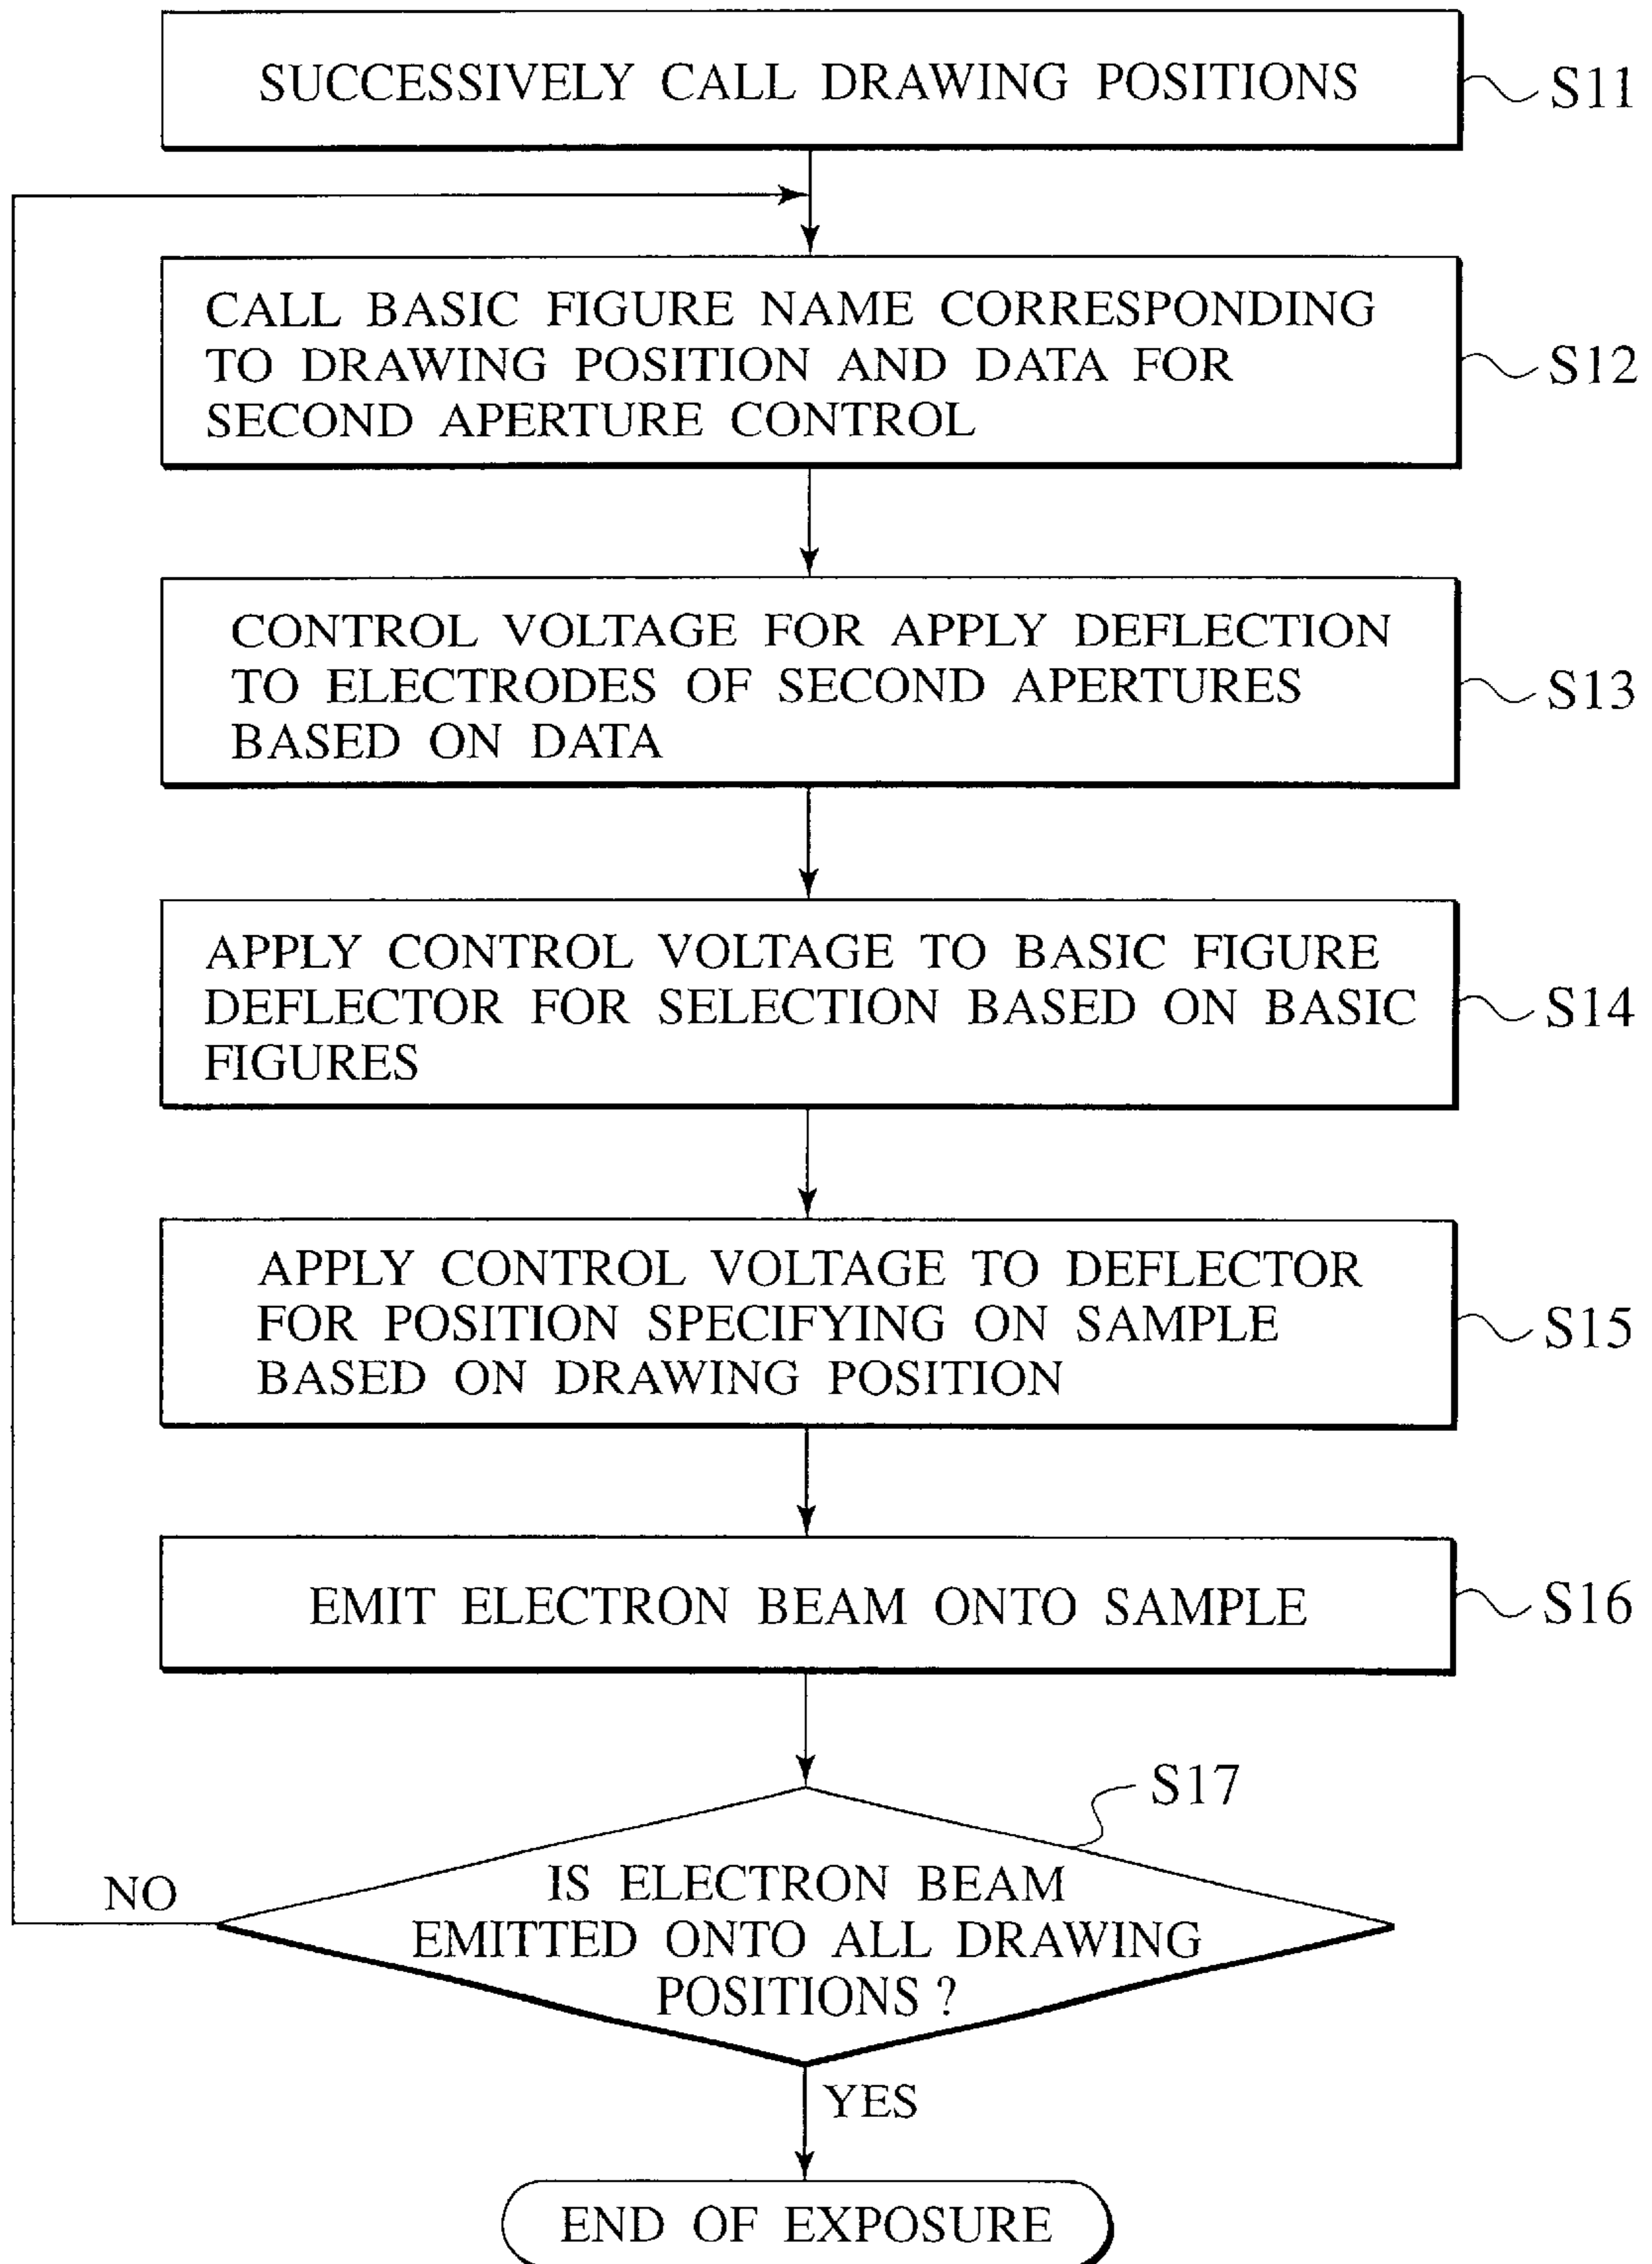 SUCCESSIVELY CALL DRAWING POSITIONS
S11
CALL BASIC FIGURE NAME CORRESPONDING
TO DRAWING POSITION AND DATA FOR
SECOND APERTURE CONTROL
S12
CONTROL VOLTAGE FOR APPLY DEFLECTION
TO ELECTRODES OF SECOND APERTURES
BASED ON DATA
S13
APPLY CONTROL VOLTAGE TO BASIC FIGURE
DEFLECTOR FOR SELECTION BASED ON BASIC
FIGURES
S14
APPLY CONTROL VOLTAGE TO DEFLECTOR
FOR POSITION SPECIFYING ON SAMPLE
BASED ON DRAWING POSITION
S15
EMIT ELECTRON BEAM ONTO SAMPLE
S16
S17
IS ELECTRON BEAM
EMITTED ONTO ALL DRAWING
POSITIONS ?
NO
YES
END OF EXPOSURE